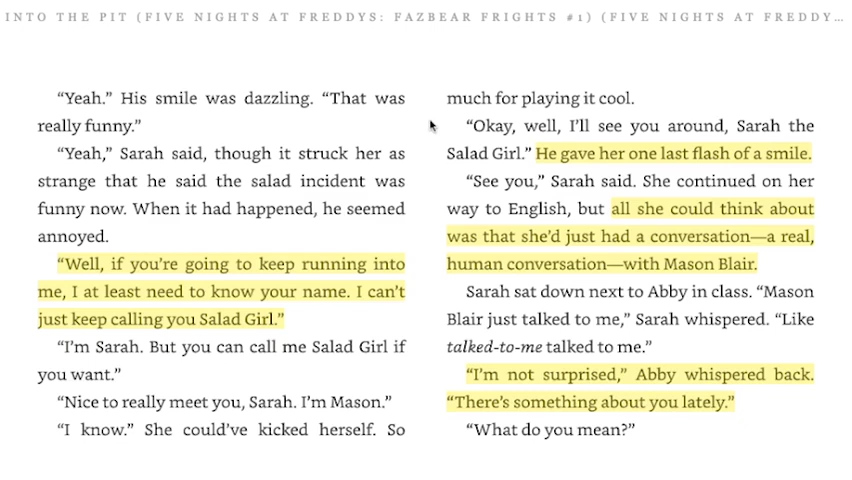 INTO THE PIT (FIVE NIGHTS AT FREDDYS: FAZBEAR FRIGHTS #1) (FIVE NIGHTS AT FREDDY…
“Yeah.” His smile was dazzling. “That was
really funny.”
“Yeah,” Sarah said, though it struck her as
strange that he said the salad incident was
funny now. When it had happened, he seemed
annoyed.
“Well, if you’re going to keep running into
me, I at least need to know your name. I can’t
just keep calling you Salad Girl.”
“I’m Sarah. But you can call me Salad Girl if
you want.”
“Nice to really meet you, Sarah. I’m Mason.”
“I know.” She could’ve kicked herself. So
much for playing it cool.
“Okay, well, I’ll see you around, Sarah the
Salad Girl.” He gave her one last flash of a smile.
“See you,” Sarah said. She continued on her
way to English, but all she could think about
was that she’d just had a conversation—a real,
human conversation—with Mason Blair.
Sarah sat down next to Abby in class. “Mason
Blair just talked to me,” Sarah whispered. “Like
talked-to-me talked to me.”
“I’m not surprised,” Abby whispered back.
“There’s something about you lately.”
“What do you mean?”